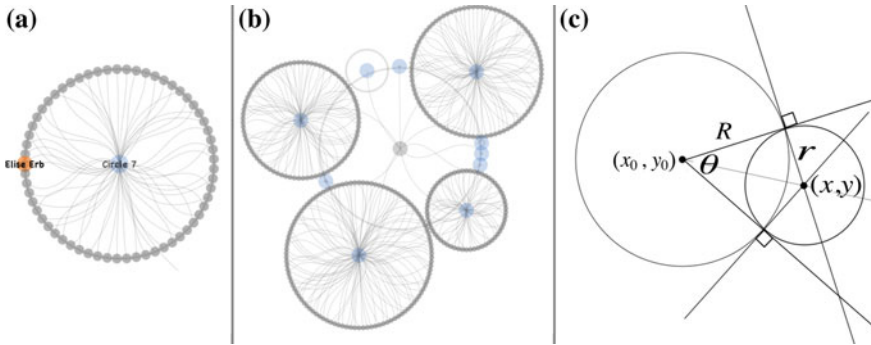 (a)
Elise Erb
Circle 7
(b)
(c)
R
r
(x₀, y₀)
θ
(x,y)